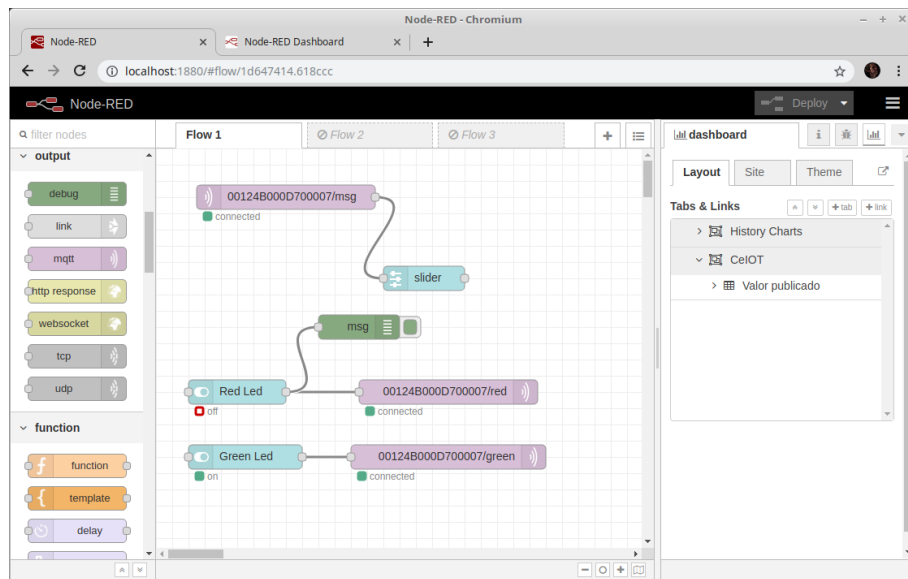 Node-RED - Chromium
Node-RED
Node-RED Dashboard
localhost:1880/#flow/1d647414.618ccc
Node-RED
Deploy
filter nodes
output
debug
link
mqtt
http response
websocket
tcp
udp
function
function
template
delay
Flow 1
Flow 2
Flow 3
00124B000D700007/msg
connected
slider
msg
Red Led
00124B000D700007/red
off
connected
Green Led
00124B000D700007/green
on
connected
dashboard
i
Layout
Site
Theme
Tabs & Links
+ tab
+ link
History Charts
CeIOT
Valor publicado